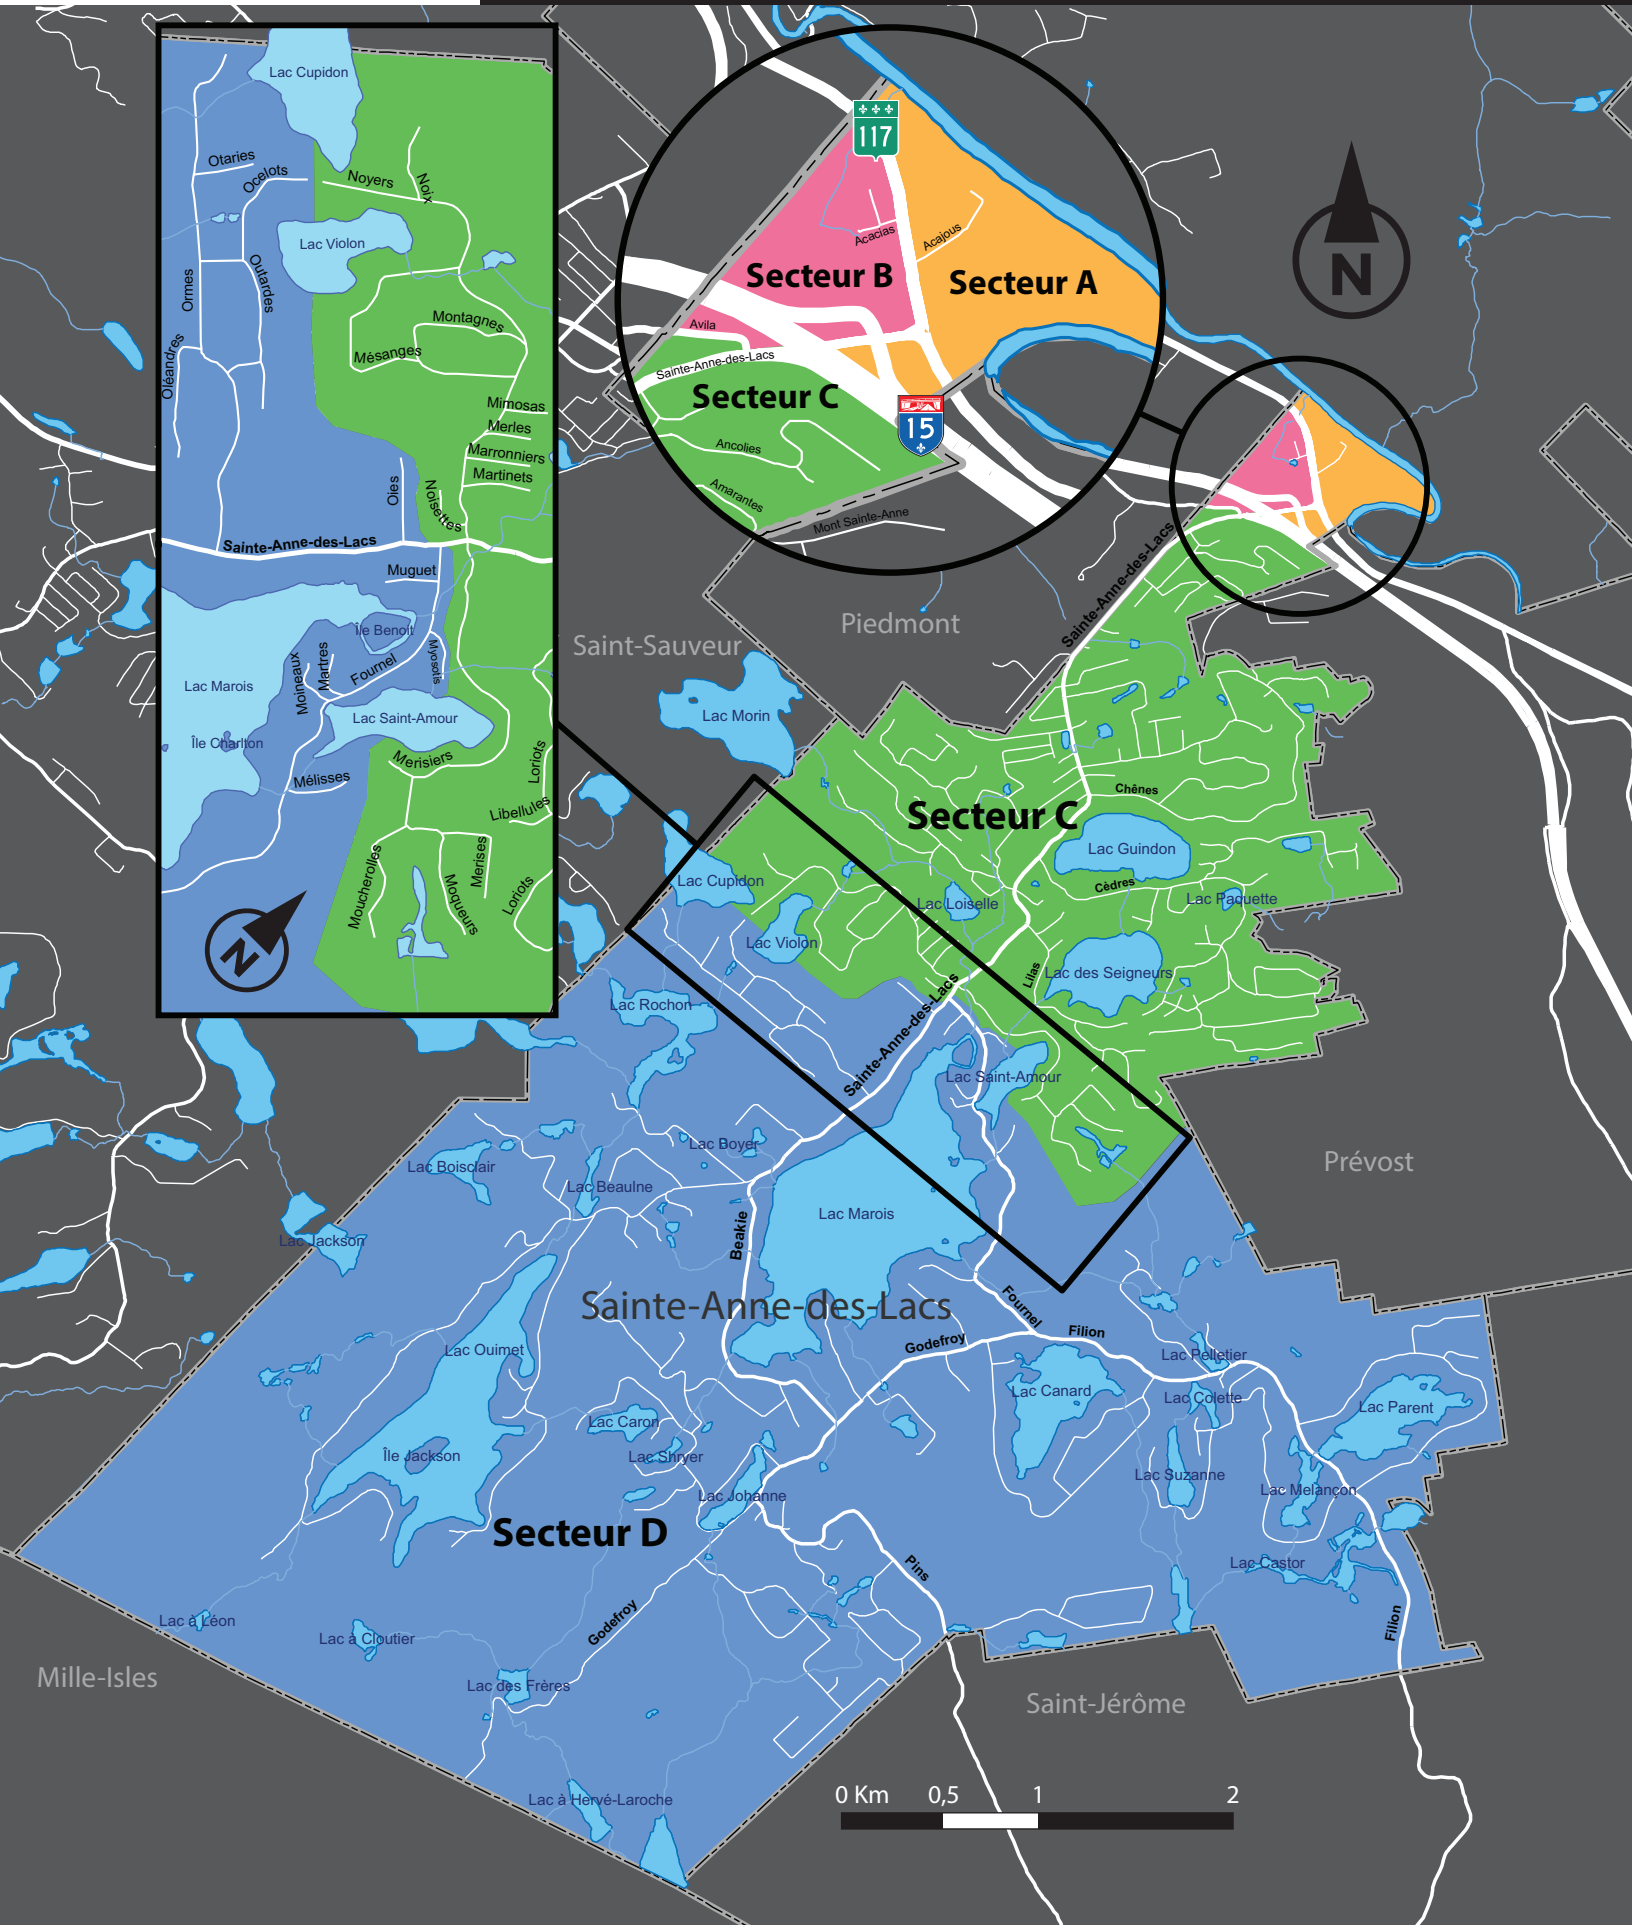 Lac Cupidon
Otaries
Ocelots
Noyers
Noix
Lac Violon
Ormes
Outardes
Montagnes
Mésanges
Oléandres
Mimosas
Merles
Marronniers
Martinets
Oies
Noisettes
Sainte-Anne-des-Lacs
Muguet
Île Benoit
Myosotis
Martres
Moineaux
Fournel
Lac Marois
Lac Saint-Amour
Île Charlton
Merisiers
Mélisses
Loriots
Libellules
Moucherolles
Merises
Moqueurs
Loriots
N
117
Acacias
Acajous
Secteur B
Secteur A
Avila
Sainte-Anne-des-Lacs
Secteur C
15
Ancolies
Amarantes
Mont Sainte-Anne
N
Piedmont
Saint-Sauveur
Sainte-Anne-des-Lacs
Lac Morin
Chênes
Secteur C
Lac Guindon
Lac Cupidon
Cèdres
Lac Paquette
Lac Loiselle
Lac Violon
Lilas
Lac des Seigneurs
Lac Rochon
Sainte-Anne-des-Lacs
Lac Saint-Amour
Lac Boyer
Prévost
Lac Boisclair
Lac Beaulne
Lac Marois
Beakie
Lac Jackson
Sainte-Anne-des-Lacs
Fournel
Filion
Godefroy
Lac Ouimet
Lac Pelletier
Lac Canard
Lac Colette
Lac Parent
Lac Caron
Île Jackson
Lac Shryer
Lac Suzanne
Lac Johanne
Lac Melançon
Secteur D
Pins
Lac Castor
Lac à Léon
Godefroy
Filion
Lac à Cloutier
Mille-Isles
Lac des Frères
Saint-Jérôme
Lac à Hervé-Laroche
0 Km 0,5 1 2